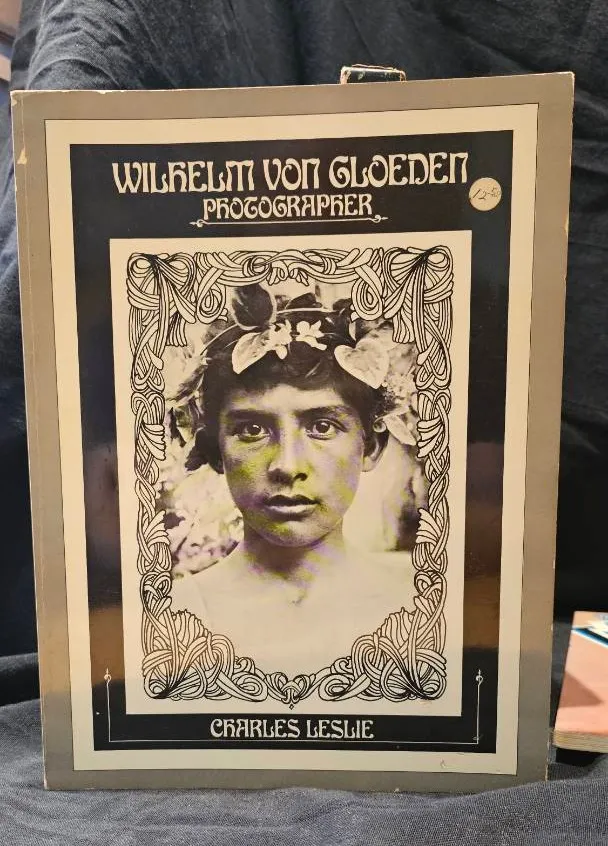 WILHELM VON GLOEDEN
PHOTOGRAPHER
12.50
CHARLES LESLIE